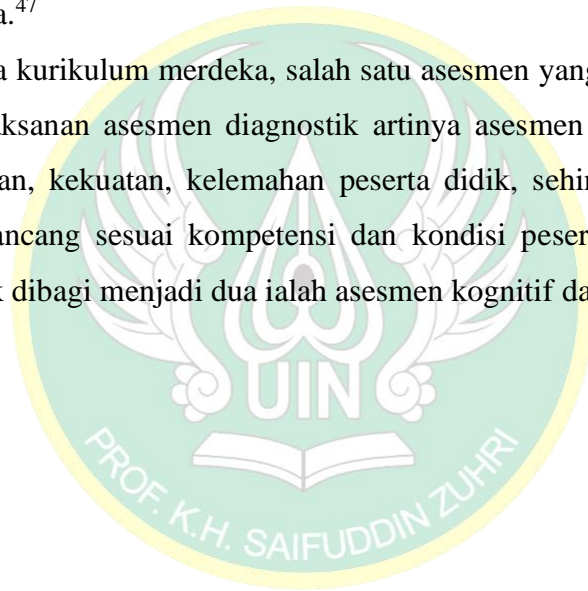 a.47
a kurikulum merdeka, salah satu asesmen yang
aksanan asesmen diagnostik artinya asesmen
an, kekuatan, kelemahan peserta didik, sehin
ancang sesuai kompetensi dan kondisi peser
k dibagi menjadi dua ialah asesmen kognitif da
UIN
PROF. K.H. SAIFUDDIN ZUHRI